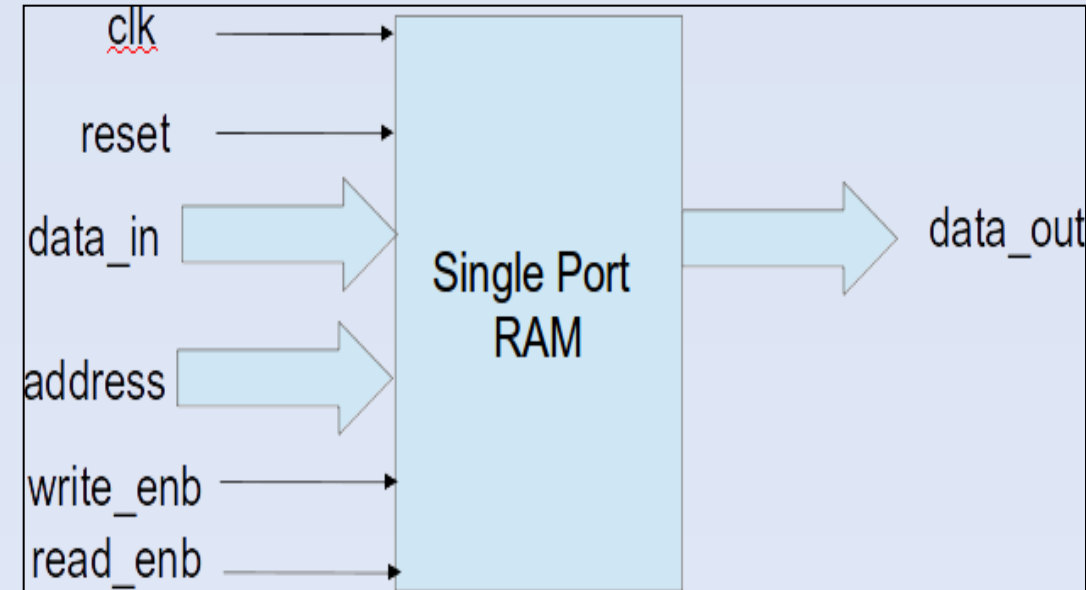 clk
reset
data_in
address
write_enb
read_enb
Single Port
RAM
data_out